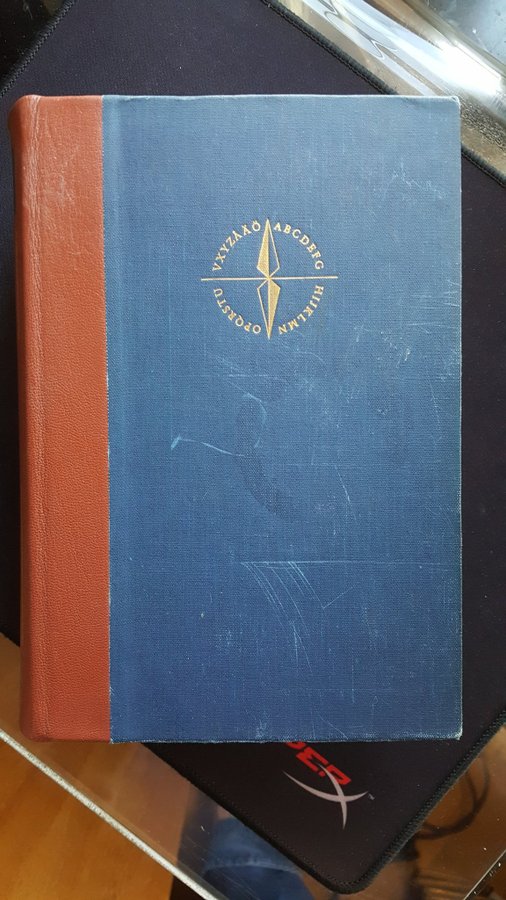 ABCDEFG
HIJKLMN
OPQRSTU
VXYZÅÄÖ